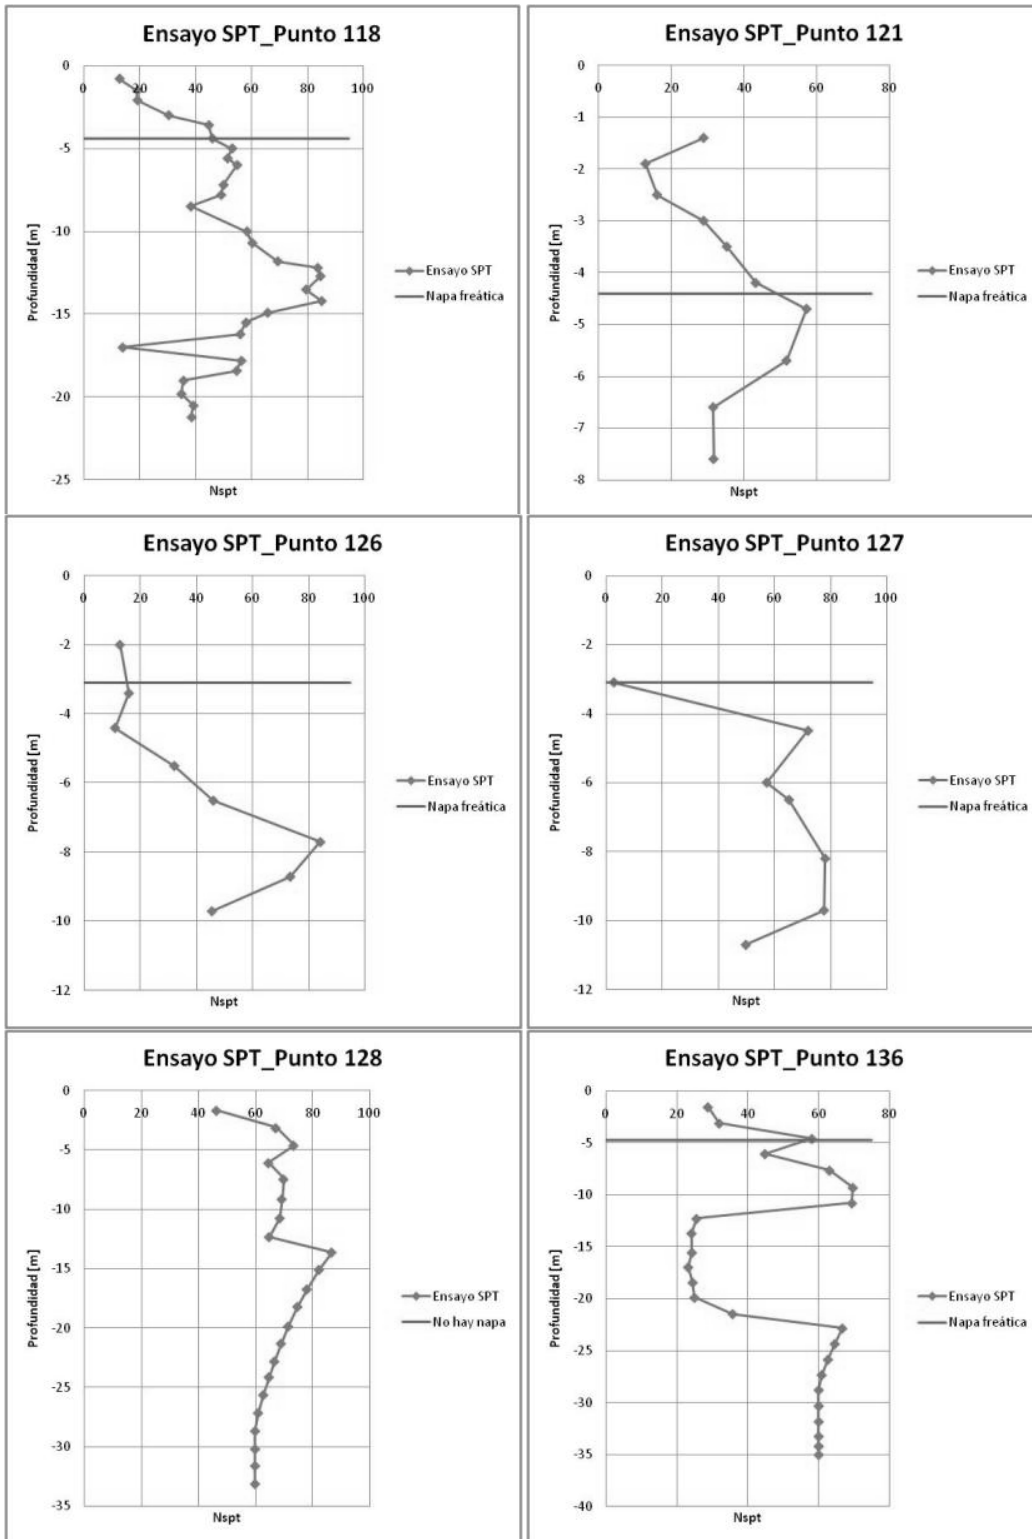 Ensayo SPT_Punto 118
0
0 20 40 60 80 100
-5
-10
-15
-20
-25
Profundidad [m]
Nspt
Ensayo SPT
Napa freática
Ensayo SPT_Punto 121
0
0 20 40 60 80
-1
-2
-3
-4
-5
-6
-7
-8
Profundidad [m]
Nspt
Ensayo SPT
Napa freática
Ensayo SPT_Punto 126
0
0 20 40 60 80 100
-2
-4
-6
-8
-10
-12
Profundidad [m]
Nspt
Ensayo SPT
Napa freática
Ensayo SPT_Punto 127
0
0 20 40 60 80 100
-2
-4
-6
-8
-10
-12
Profundidad [m]
Nspt
Ensayo SPT
Napa freática
Ensayo SPT_Punto 128
0
0 20 40 60 80 100
-5
-10
-15
-20
-25
-30
-35
Profundidad [m]
Nspt
Ensayo SPT
No hay napa
Ensayo SPT_Punto 136
0
0 20 40 60 80
-5
-10
-15
-20
-25
-30
-35
-40
Profundidad [m]
Nspt
Ensayo SPT
Napa freática